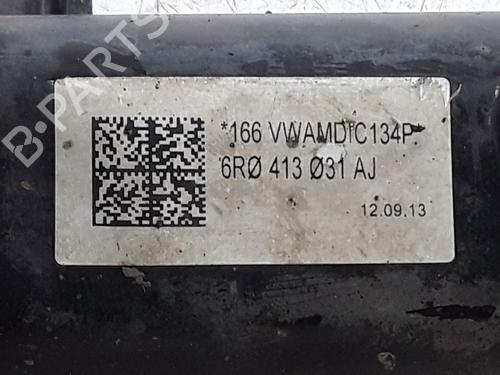 B-PARTS
*166 VWAMDTC134P*
6RØ 413 Ø31 AJ
12.09.13